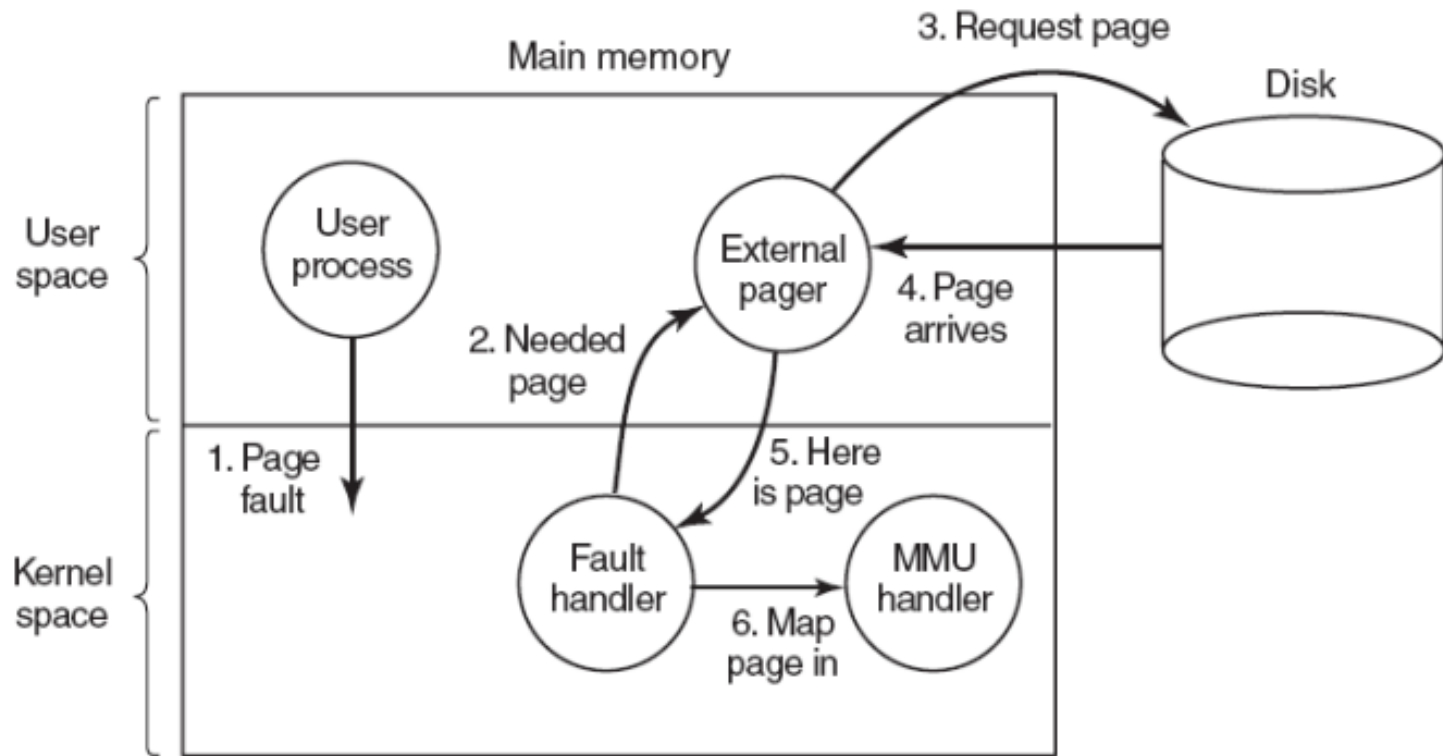 3. Request page
Main memory
Disk
User
space
User
process
External
pager
4. Page
arrives
2. Needed
page
1. Page
fault
5. Here
is page
Kernel
space
Fault
handler
MMU
handler
6. Map
page in